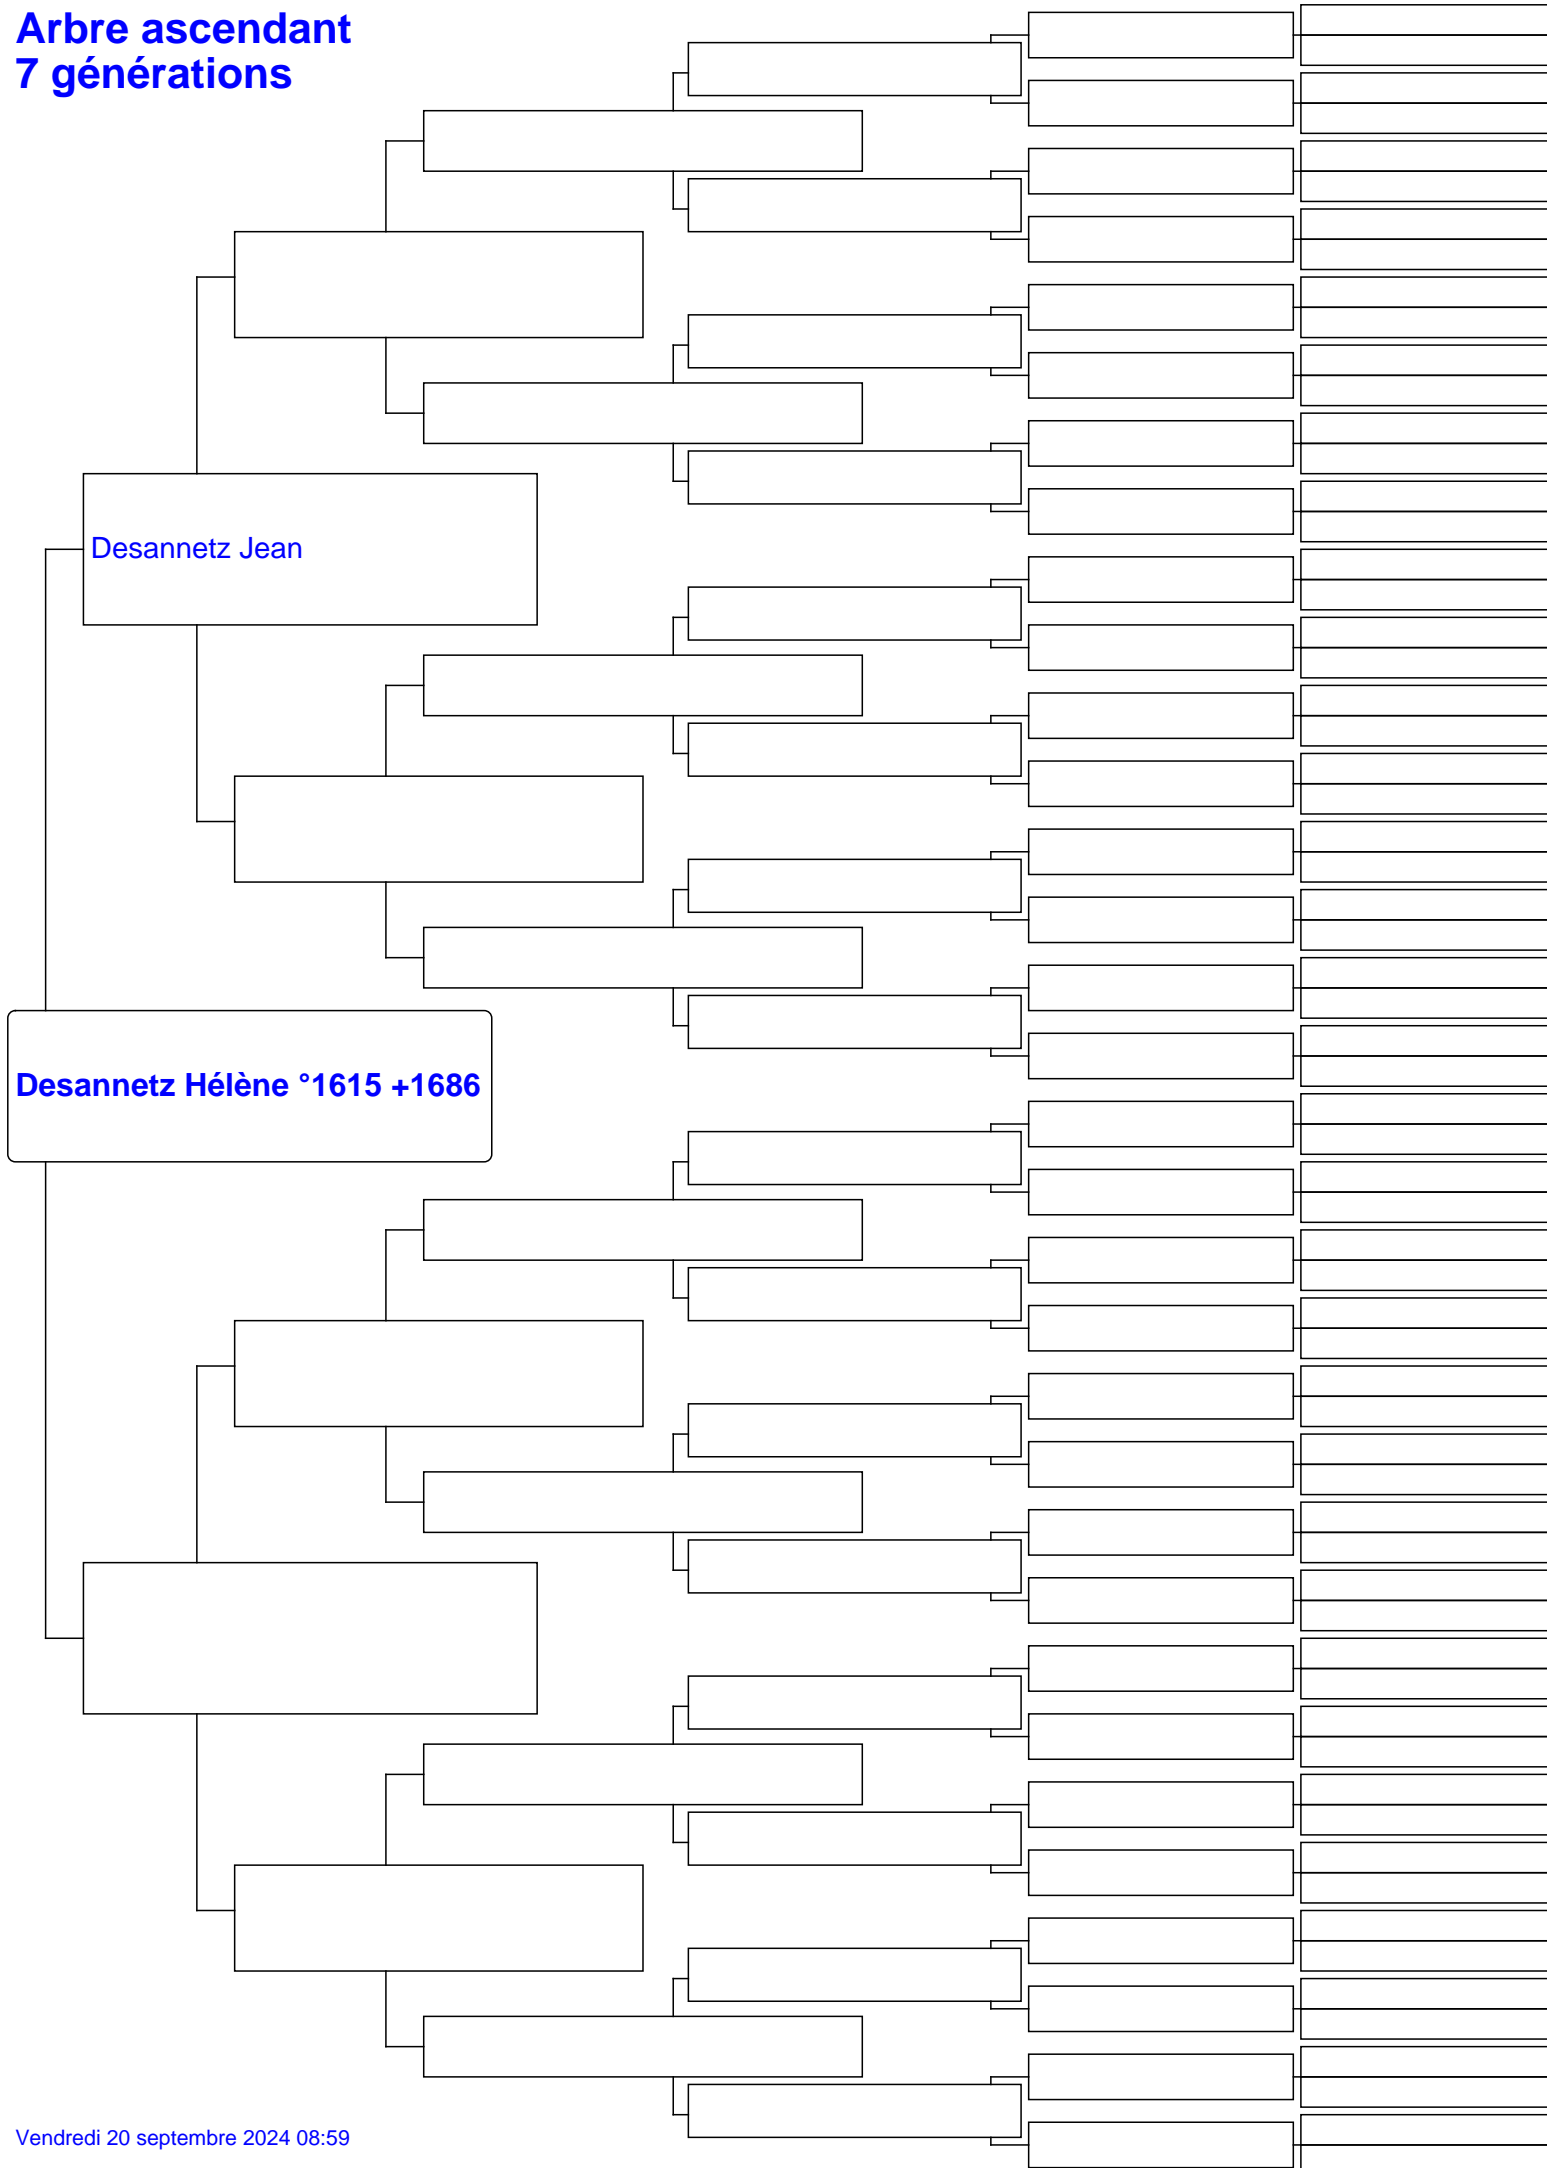 Arbre ascendant
7 générations
Desannetz Jean
Desannetz Hélène °1615 +1686
Vendredi 20 septembre 2024 08:59